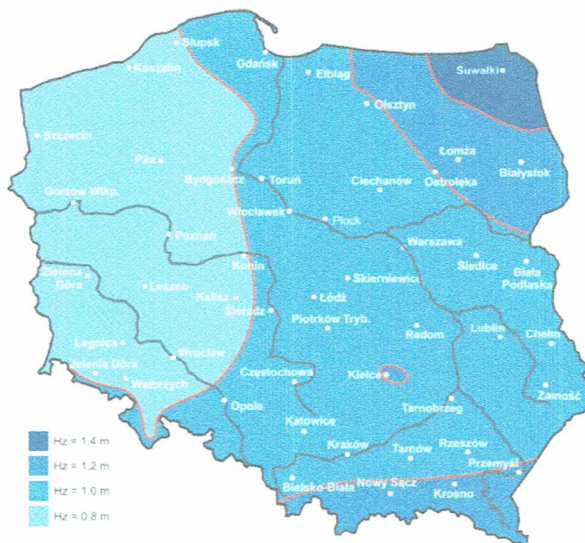 Słupsk
Koszalin
Gdańsk
Elbląg
Suwałki
Olsztyn
Szczecin
Piła
Łomża
Białystok
Bydgoszcz
Toruń
Ciechanów
Ostrołęka
Gorzów Wlkp.
Włocławek
Płock
Poznań
Warszawa
Konin
Siedlce
Biała
Podlaska
Zielona
Góra
Leszno
Kalisz
Skierniewice
Łódź
Sieradz
Piotrków Tryb.
Radom
Lublin
Chełm
Legnica
Wrocław
Jelenia Góra
Wałbrzych
Częstochowa
Kielce
Zamość
Opole
Tarnobrzeg
Katowice
Kraków
Tarnów
Rzeszów
Przemyśl
Bielsko-Biała
Nowy Sącz
Krosno
Hz = 1,4 m
Hz = 1,2 m
Hz = 1.0 m
Hz = 0.8 m